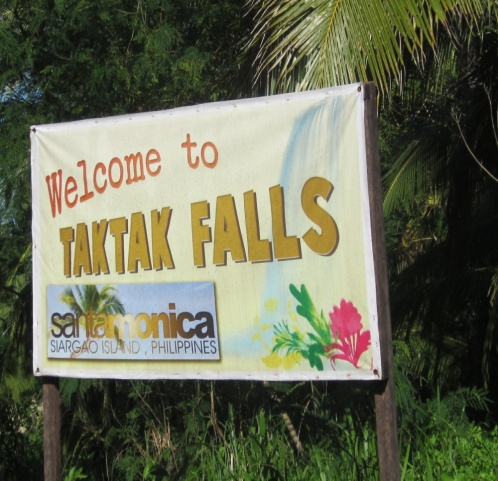 Welcome to
TAKTAK FALLS
santamonica
SIARGAO ISLAND, PHILIPPINES